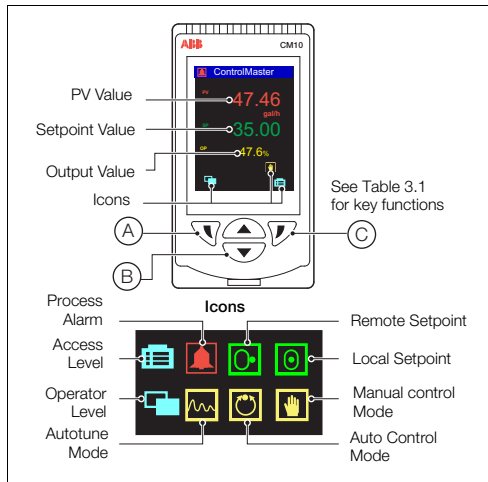 ABB CM10
ControlMaster
PV 47.46
gal/h
SP 35.00
OP 47.6%
PV Value
Setpoint Value
Output Value
Icons
See Table 3.1
for key functions
A
B
C
Icons
Process
Alarm
Access
Level
Operator
Level
Autotune
Mode
Remote Setpoint
Local Setpoint
Manual control
Mode
Auto Control
Mode